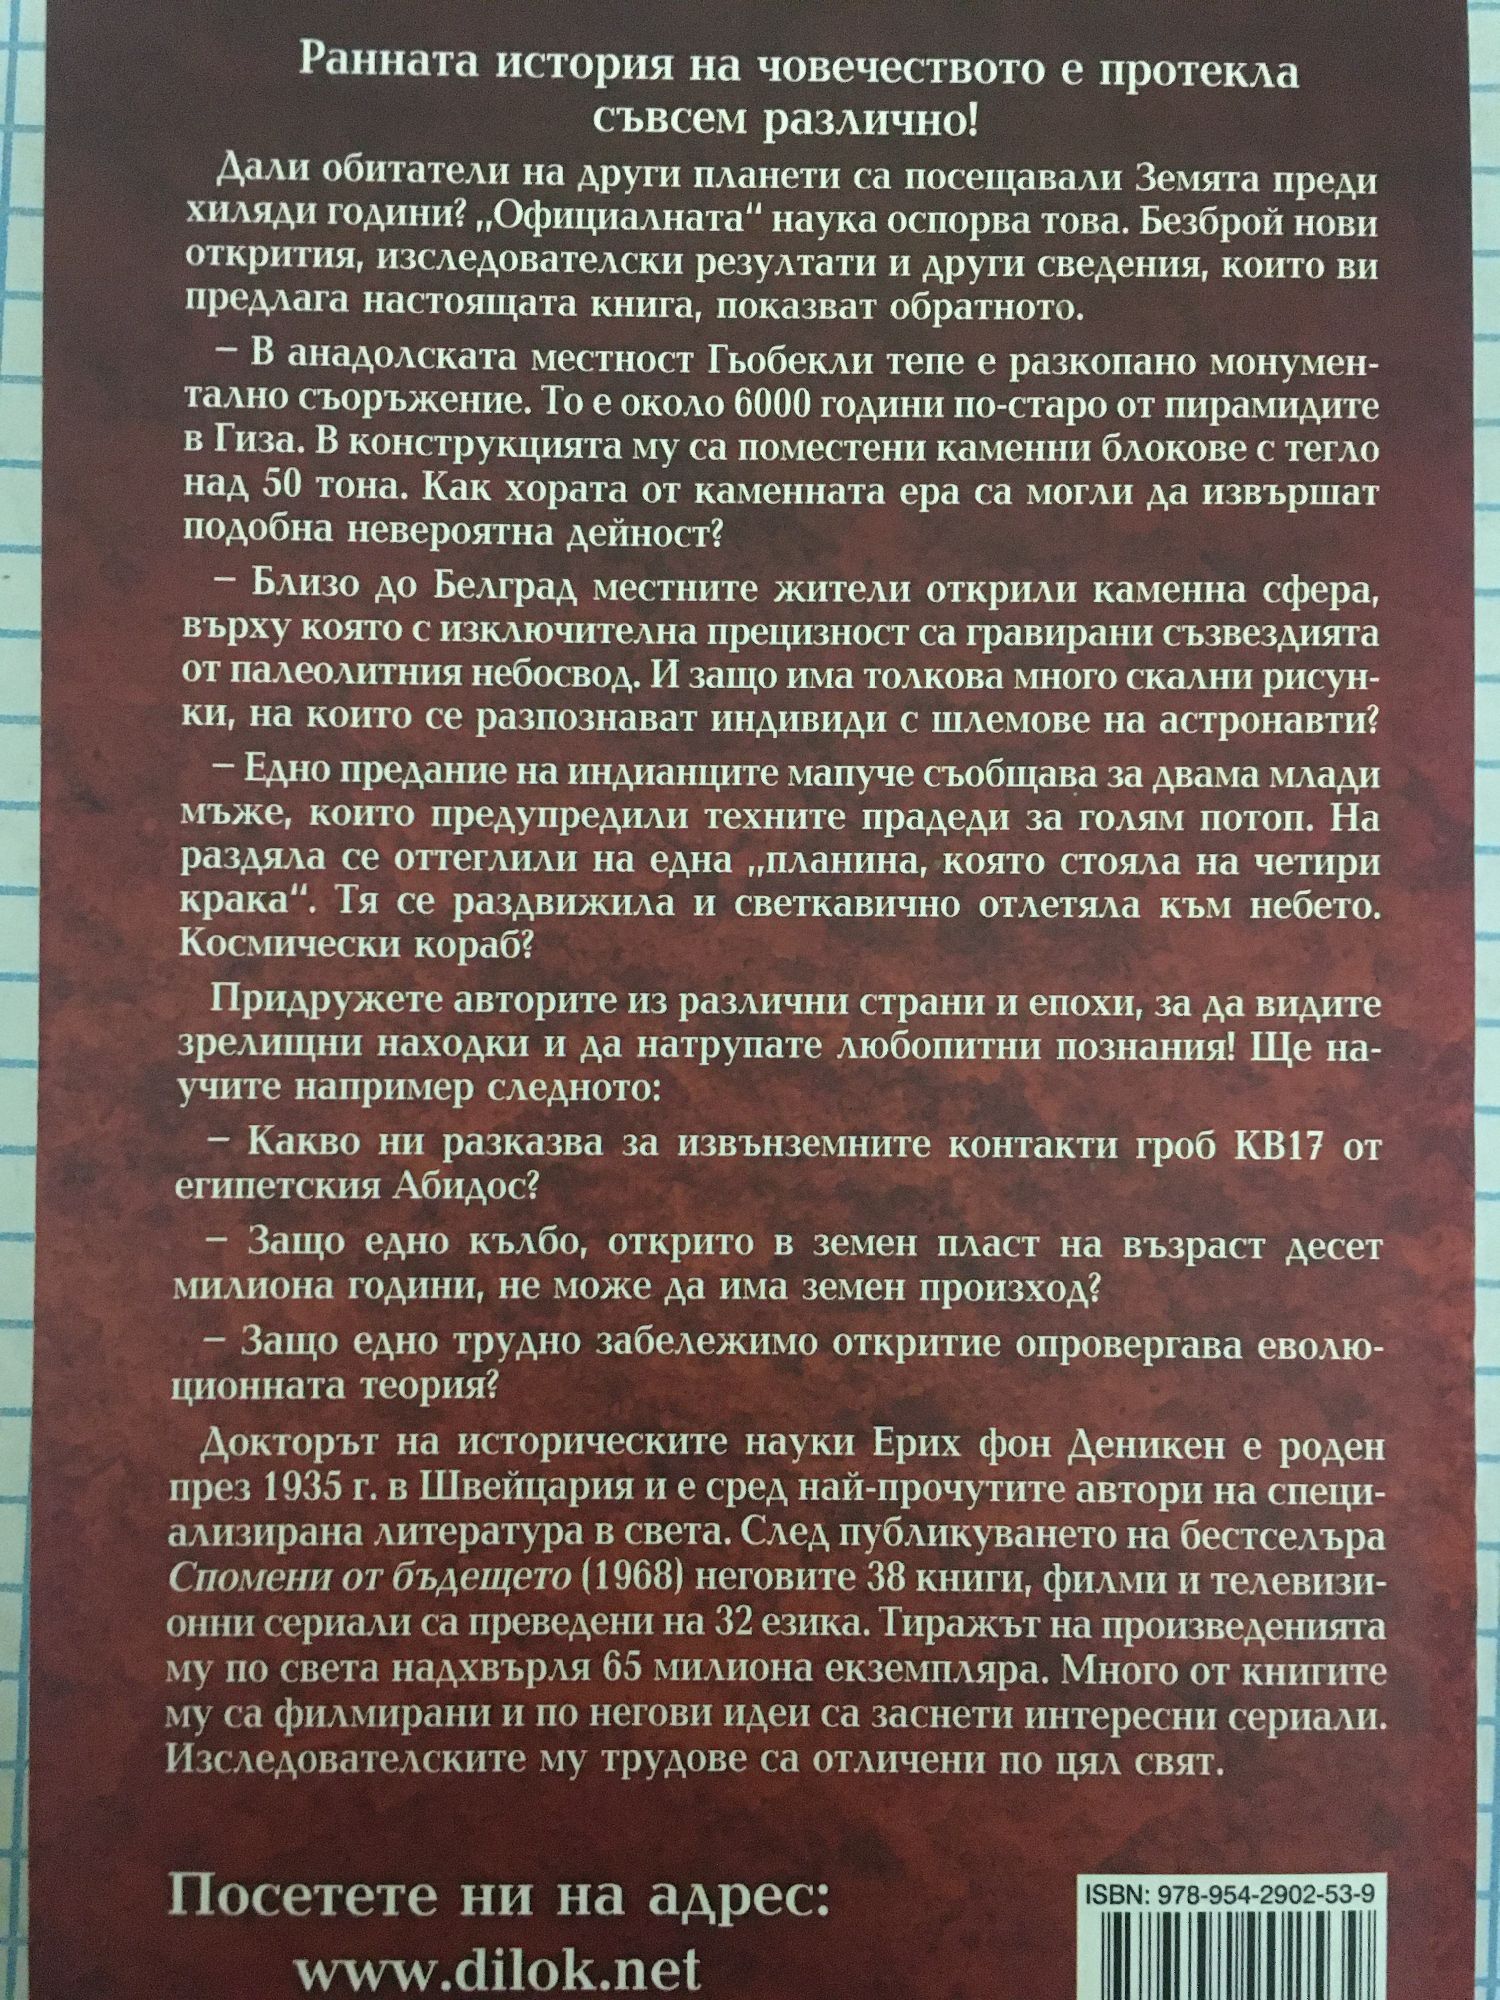 Ранната история на човечеството е протекла
съвсем различно!
Дали обитатели на други планети са посещавали Земята преди
хиляди години? „Официалната“ наука оспорва това. Безброй нови
открития, изследователски резултати и други сведения, които ви
предлага настоящата книга, показват обратното.
– В анадолската местност Гьобекли тепе е разкопано монумен-
тално съоръжение. То е около 6000 години по-старо от пирамидите
в Гиза. В конструкцията му са поместени каменни блокове с тегло
над 50 тона. Как хората от каменната ера са могли да извършат
подобна невероятна дейност?
– Близо до Белград местните жители открили каменна сфера,
върху която с изключителна прецизност са гравирани съзвездията
от палеолитния небосвод. И защо има толкова много скални рисун-
ки, на които се разпознават индивиди с шлемове на астронавти?
– Едно предание на индианците мапуче съобщава за двама млади
мъже, които предупредили техните прадеди за голям потоп. На
раздяла се оттеглили на една „планина, която стояла на четири
крака“. Тя се раздвижила и светкавично отлетяла към небето.
Космически кораб?
Придружете авторите из различни страни и епохи, за да видите
зрелищни находки и да натрупате любопитни познания! Ще на-
учите например следното:
– Какво ни разказва за извънземните контакти гроб КВ17 от
египетския Абидос?
– Защо едно кълбо, открито в земен пласт на възраст десет
милиона години, не може да има земен произход?
– Защо едно трудно забележимо откритие опровергава еволю-
ционната теория?
Докторът на историческите науки Ерих фон Деникен е роден
през 1935 г. в Швейцария и е сред най-прочутите автори на специ-
ализирана литература в света. След публикуването на бестселъра
Спомени от бъдещето (1968) неговите 38 книги, филми и телевизи-
онни сериали са преведени на 32 езика. Тиражът на произведенията
му по света надхвърля 65 милиона екземпляра. Много от книгите
му са филмирани и по негови идеи са заснети интересни сериали.
Изследователските му трудове са отличени по цял свят.
Посетете ни на адрес:
www.dilok.net
ISBN: 978-954-2902-53-9